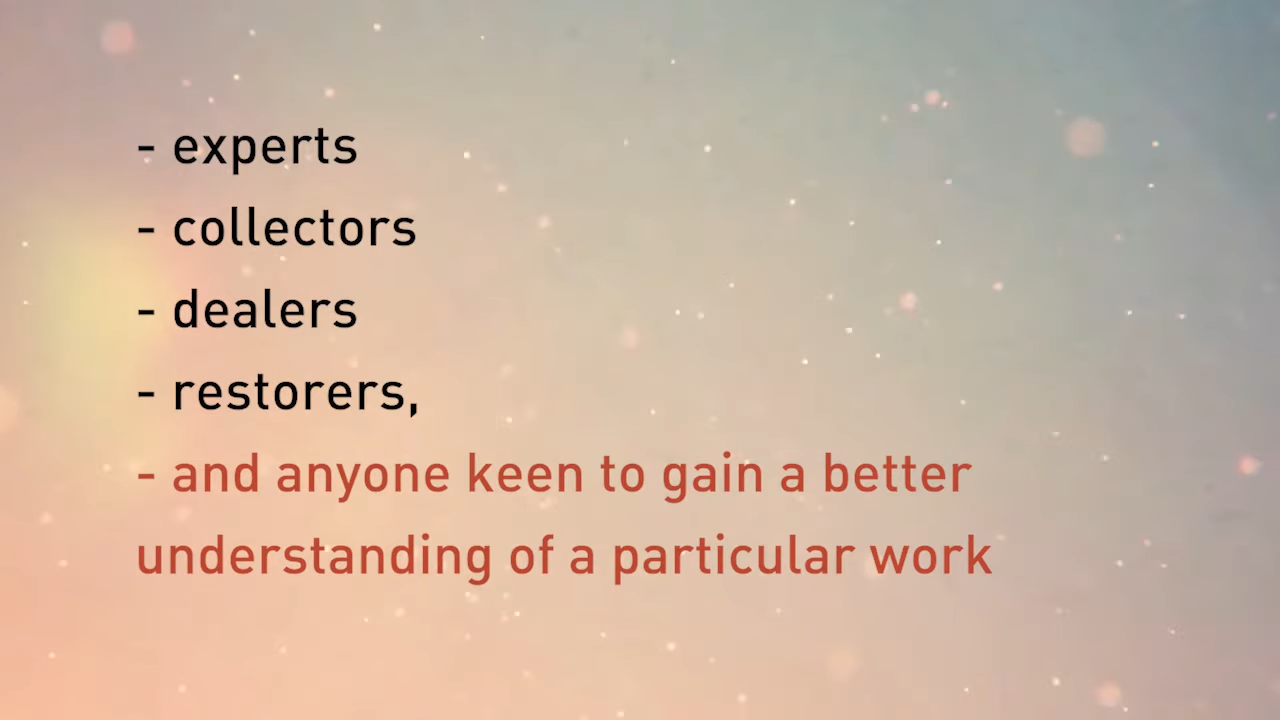 - experts
- collectors
- dealers
- restorers,
- and anyone keen to gain a better
understanding of a particular work